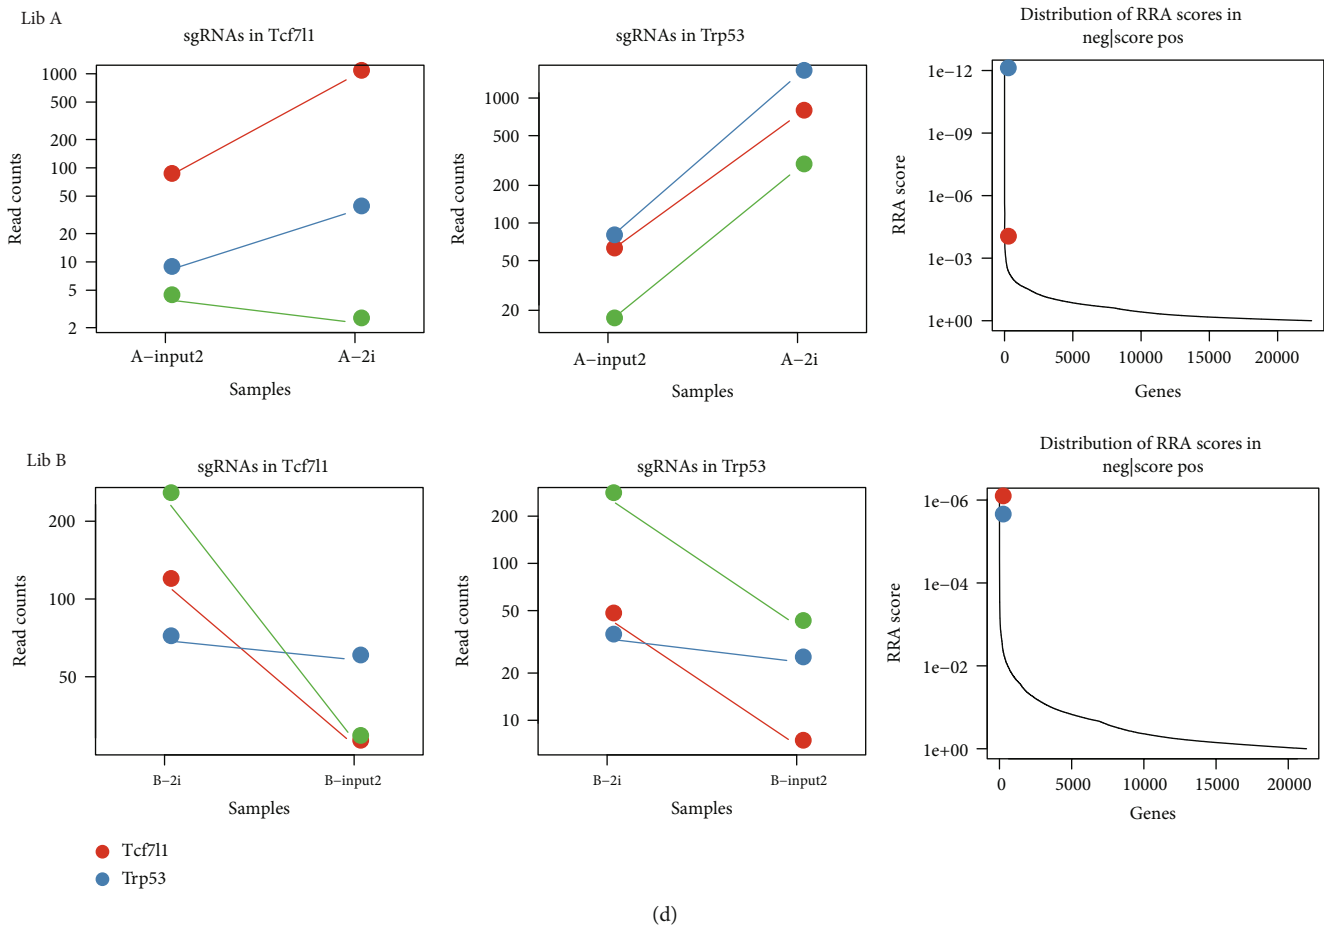 Lib A
sgRNAs in Tcf7l1
1000
500
200
100
50
20
10
5
2
Read counts
A−input2
A−2i
Samples
sgRNAs in Trp53
1000
500
200
100
50
20
Read counts
A−input2
A−2i
Samples
Distribution of RRA scores in
neg|score pos
1e−12
1e−09
1e−06
1e−03
1e+00
RRA score
0
5000
10000
15000
20000
Genes
Lib B
sgRNAs in Tcf7l1
200
100
50
Read counts
B−2i
B−input2
Samples
sgRNAs in Trp53
200
100
50
20
10
Read counts
B−2i
B−input2
Samples
Distribution of RRA scores in
neg|score pos
1e−06
1e−04
1e−02
1e+00
RRA score
0
5000
10000
15000
20000
Genes
Tcf7l1
Trp53
(d)